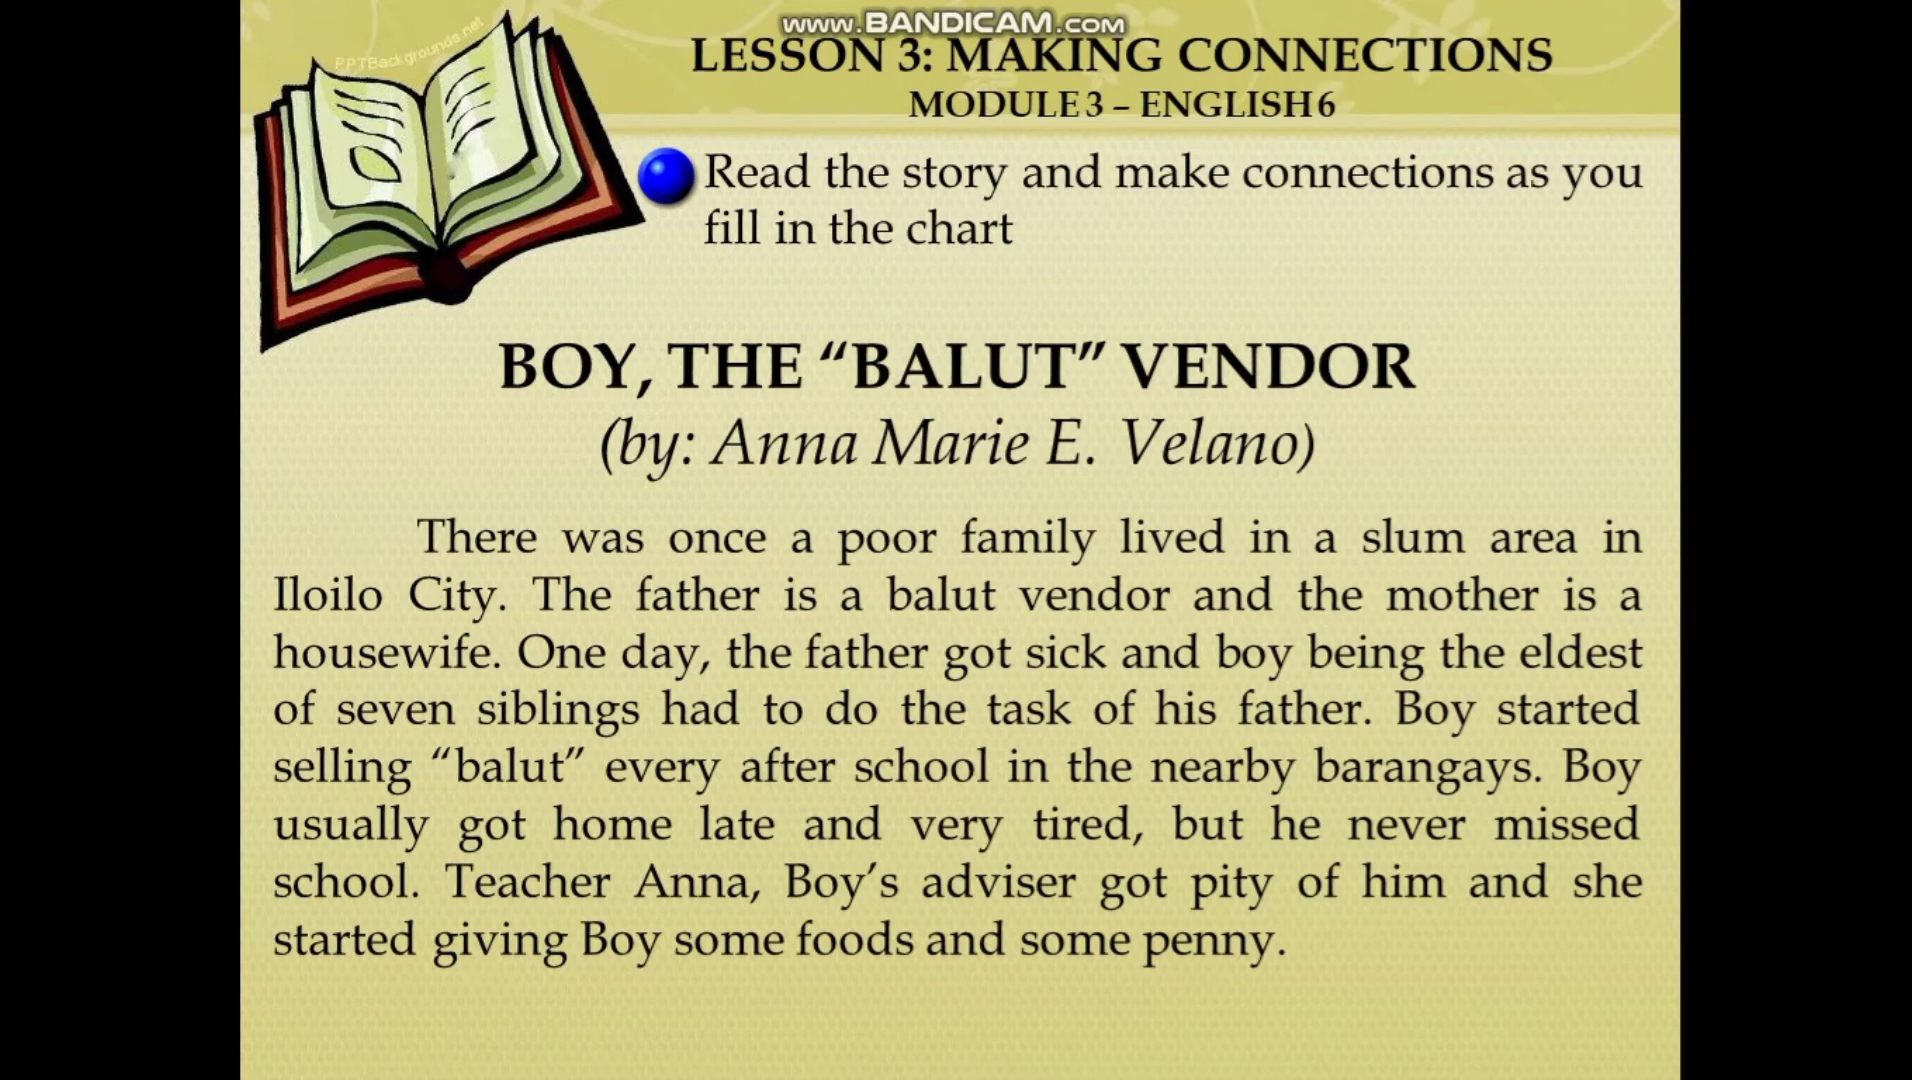 www.BANDICAM.com
PPTBackgrounds.net
LESSON 3: MAKING CONNECTIONS
MODULE 3 – ENGLISH 6
Read the story and make connections as you
fill in the chart
BOY, THE “BALUT” VENDOR
(by: Anna Marie E. Velano)
There was once a poor family lived in a slum area in
Iloilo City. The father is a balut vendor and the mother is a
housewife. One day, the father got sick and boy being the eldest
of seven siblings had to do the task of his father. Boy started
selling “balut” every after school in the nearby barangays. Boy
usually got home late and very tired, but he never missed
school. Teacher Anna, Boy’s adviser got pity of him and she
started giving Boy some foods and some penny.